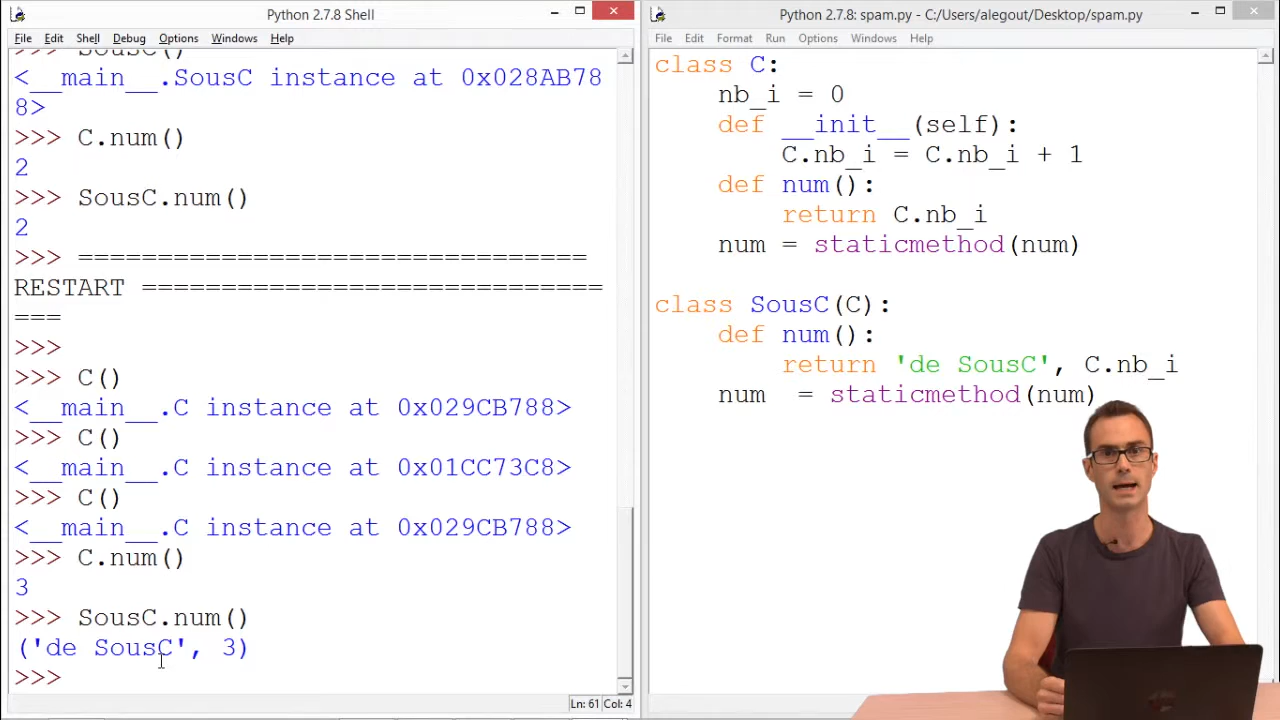 Python 2.7.8 Shell
File Edit Shell Debug Options Windows Help
>>> SousC()
<__main__.SousC instance at 0x028AB78
8>
>>> C.num()
2
>>> SousC.num()
2
>>> ================================
RESTART =============================
===
>>>
>>> C()
<__main__.C instance at 0x029CB788>
>>> C()
<__main__.C instance at 0x01CC73C8>
>>> C()
<__main__.C instance at 0x029CB788>
>>> C.num()
3
>>> SousC.num()
('de SousC', 3)
>>>
Ln: 61 Col: 4
Python 2.7.8: spam.py - C:/Users/alegout/Desktop/spam.py
File Edit Format Run Options Windows Help
class C:
    nb_i = 0
    def __init__(self):
        C.nb_i = C.nb_i + 1
    def num():
        return C.nb_i
    num = staticmethod(num)
class SousC(C):
    def num():
        return 'de SousC', C.nb_i
    num  = staticmethod(num)